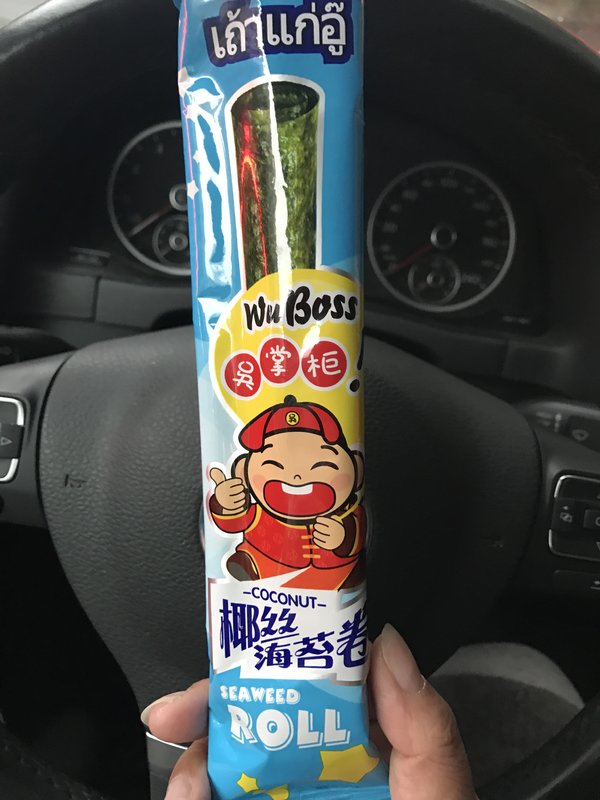 เถ้าแก่อู๊
Wu Boss!
吴掌柜
吴
-COCONUT-
椰丝
海苔卷
SEAWEED
ROLL